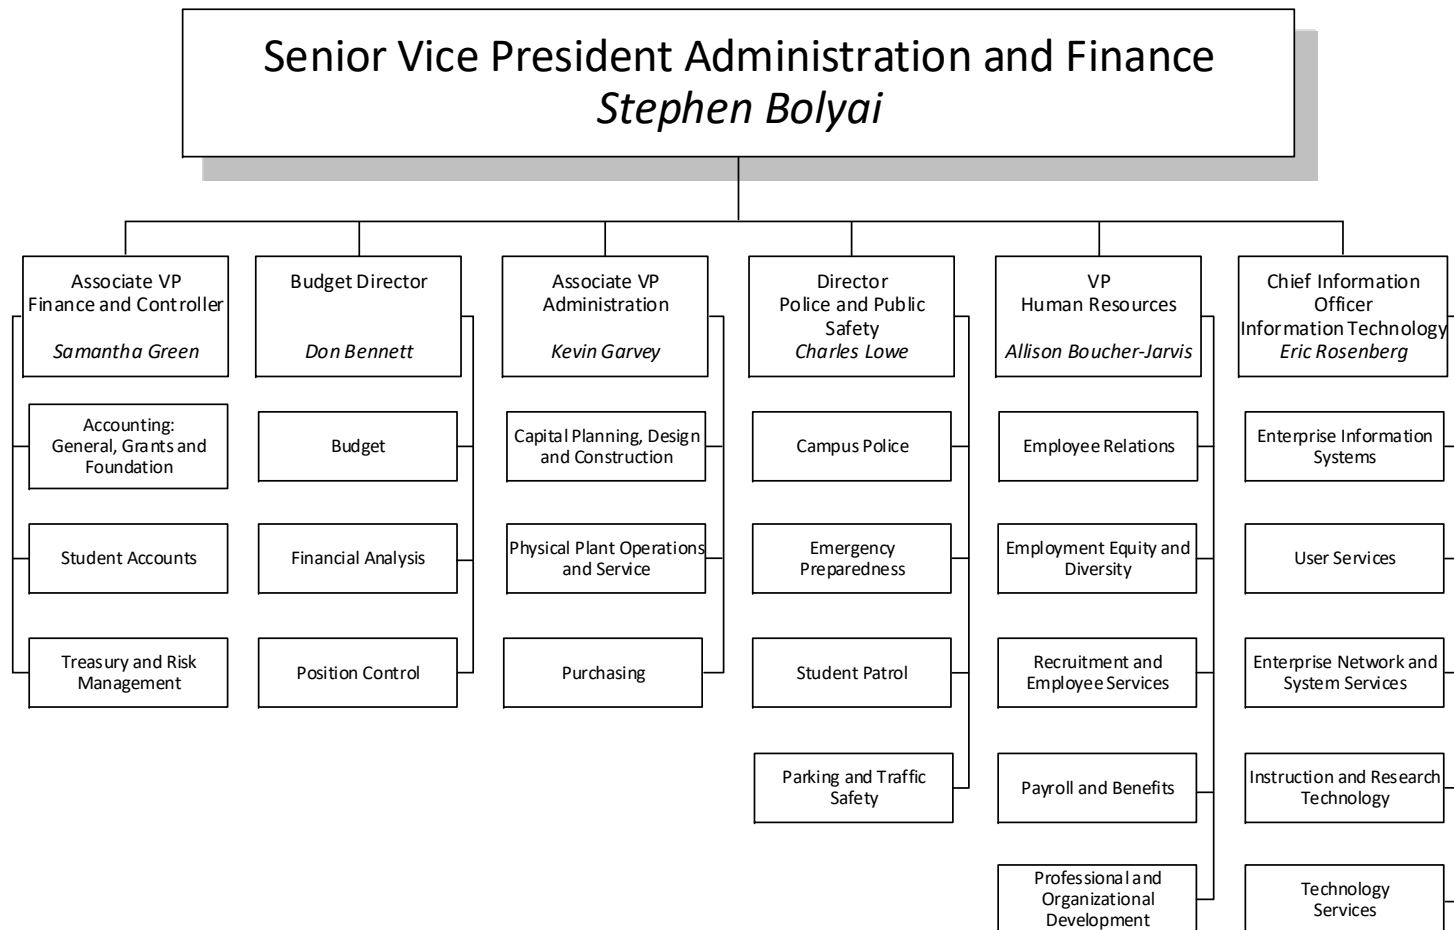 Senior Vice President Administration and Finance
Stephen Bolyai
Associate VP
Finance and Controller
Samantha Green
Budget Director
Don Bennett
Associate VP
Administration
Kevin Garvey
Director
Police and Public
Safety
Charles Lowe
VP
Human Resources
Allison Boucher-Jarvis
Chief Information
Officer
Information Technology
Eric Rosenberg
Accounting:
General, Grants and
Foundation
Budget
Capital Planning, Design
and Construction
Campus Police
Employee Relations
Enterprise Information
Systems
Student Accounts
Financial Analysis
Physical Plant Operations
and Service
Emergency
Preparedness
Employment Equity and
Diversity
User Services
Treasury and Risk
Management
Position Control
Purchasing
Student Patrol
Recruitment and
Employee Services
Enterprise Network and
System Services
Parking and Traffic
Safety
Payroll and Benefits
Instruction and Research
Technology
Professional and
Organizational
Development
Technology
Services